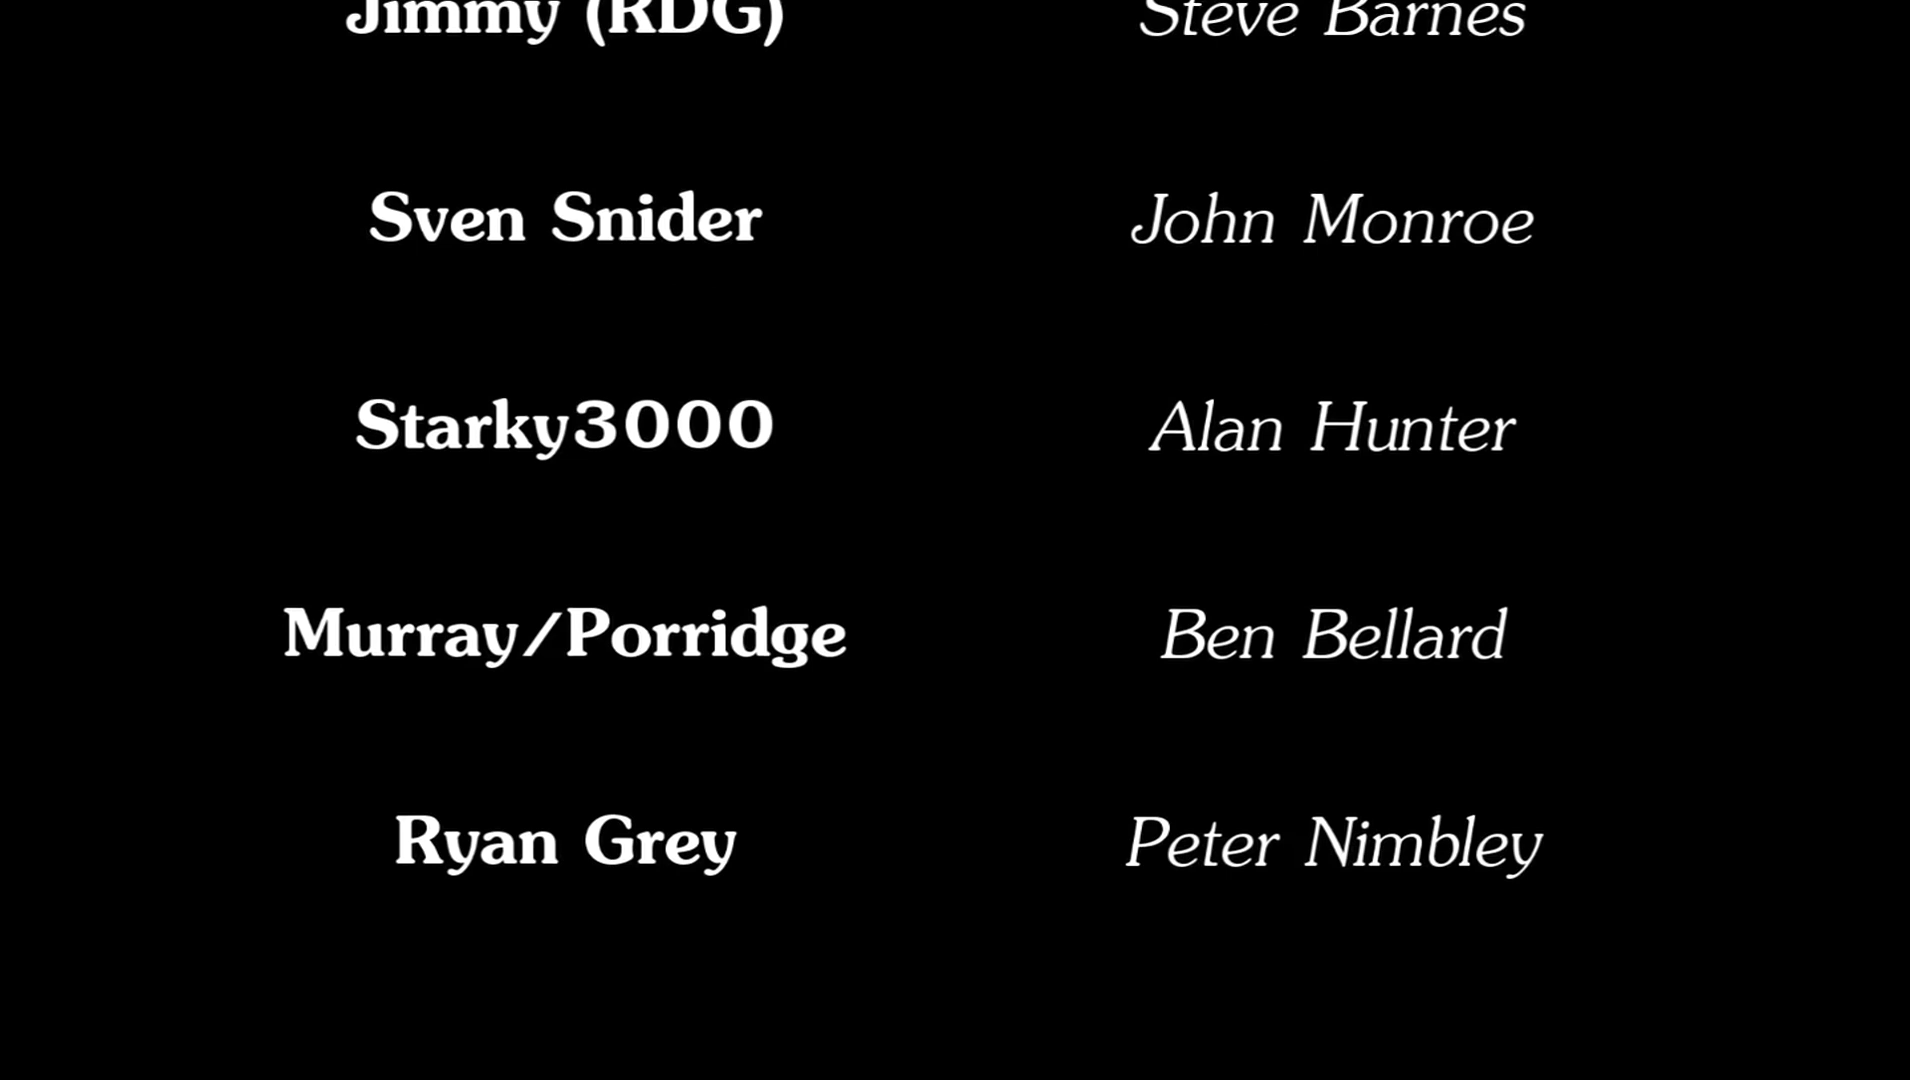 Jimmy (RDG) Steve Barnes
Sven Snider John Monroe
Starky3000 Alan Hunter
Murray/Porridge Ben Bellard
Ryan Grey Peter Nimbley